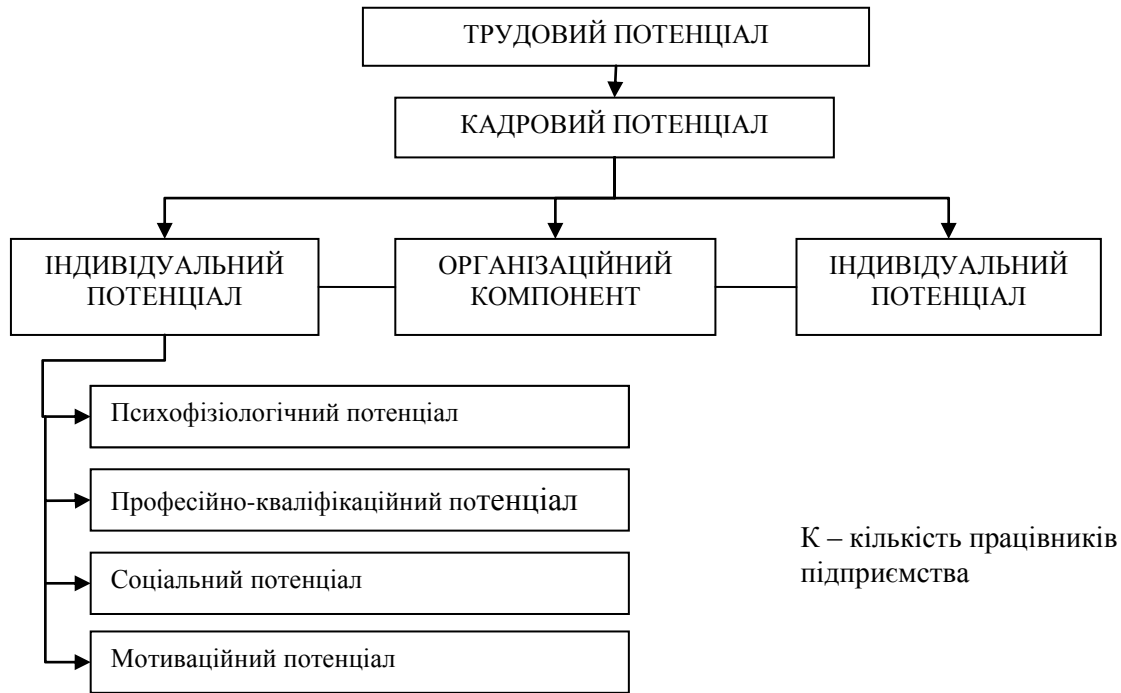 ТРУДОВИЙ ПОТЕНЦІАЛ
КАДРОВИЙ ПОТЕНЦІАЛ
ІНДИВІДУАЛЬНИЙ
ПОТЕНЦІАЛ
ОРГАНІЗАЦІЙНИЙ
КОМПОНЕНТ
ІНДИВІДУАЛЬНИЙ
ПОТЕНЦІАЛ
Психофізіологічний потенціал
Професійно-кваліфікаційний потенціал
Соціальний потенціал
Мотиваційний потенціал
К – кількість працівників
підприємства